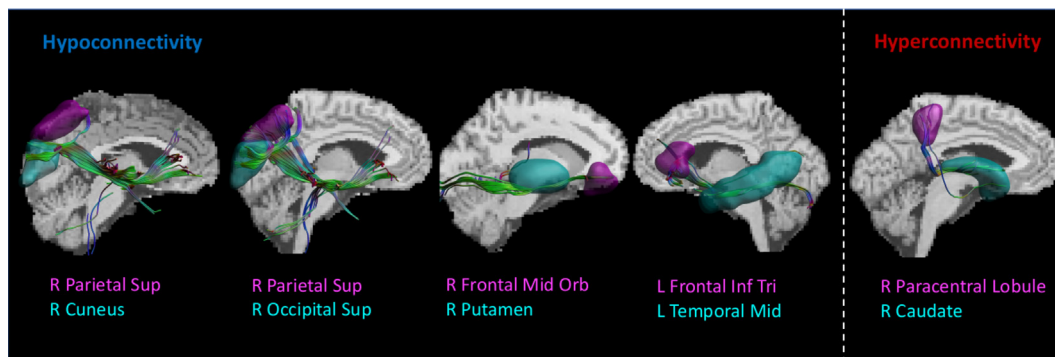 Hypoconnectivity
Hyperconnectivity
R Parietal Sup
R Cuneus
R Parietal Sup
R Occipital Sup
R Frontal Mid Orb
R Putamen
L Frontal Inf Tri
L Temporal Mid
R Paracentral Lobule
R Caudate